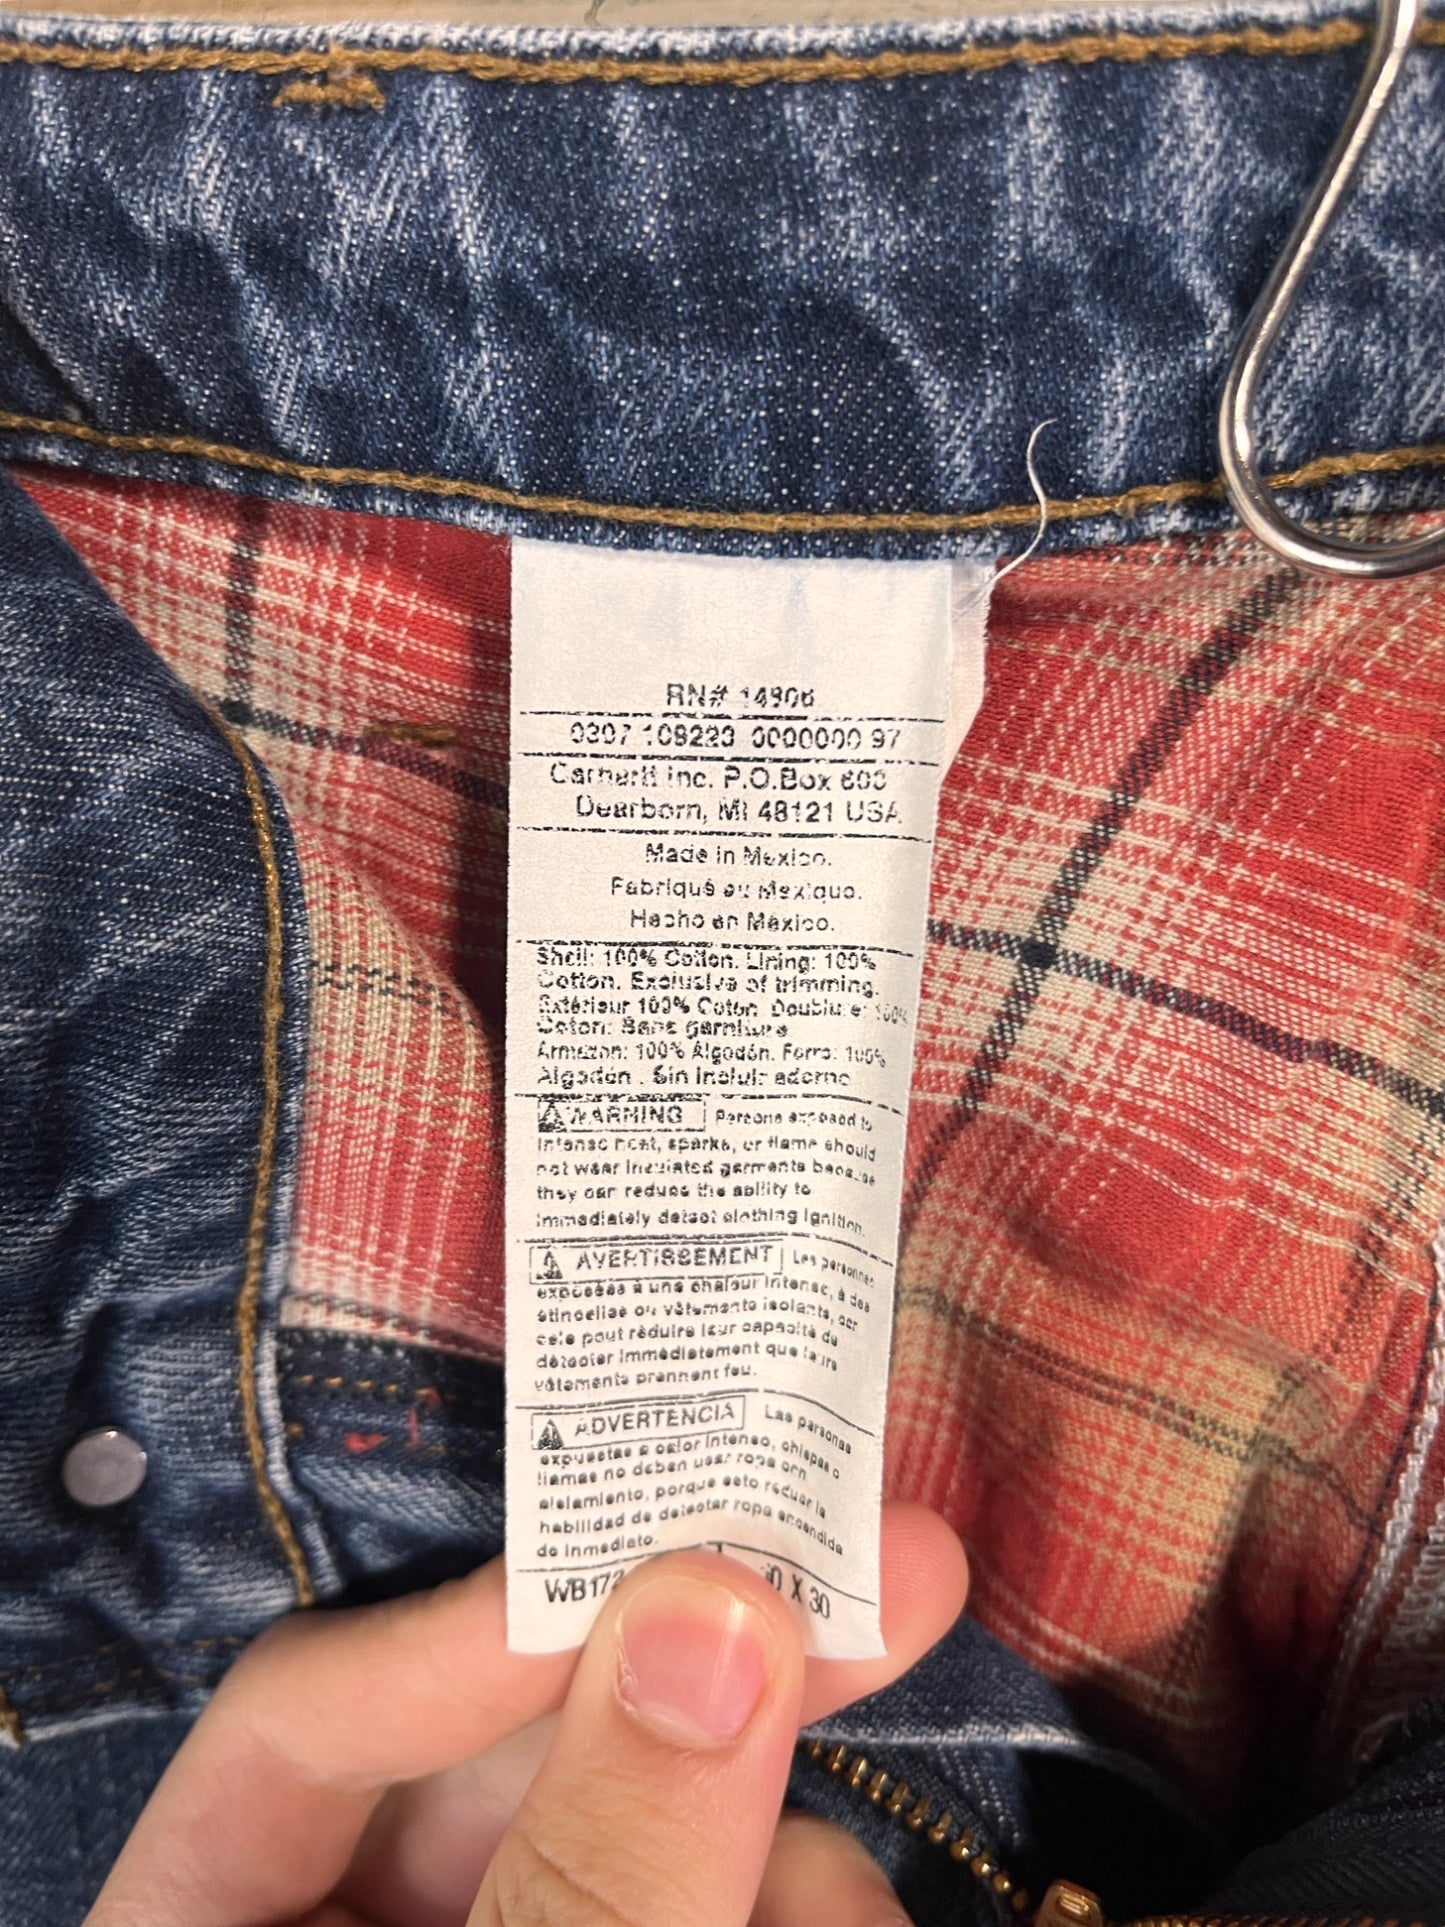 RN# 14806
0307 108223 0000000 97
Carhartt Inc. P.O.Box 600
Dearborn, MI 48121 USA
Made in Mexico.
Fabriqué au Mexique.
Hecho en México.
Shell: 100% Cotton. Lining: 100%
Cotton. Exclusive of trimming.
Extérieur 100% Coton Doublure: 100%
Coton: Sans garniture
Armazon: 100% Algodón. Forro: 100%
Algodón . Sin Incluir adorno
WARNING Persons exposed to
intense heat, sparks, or flame should
not wear insulated garments because
they can reduce the ability to
immediately detect clothing ignition.
AVERTISSEMENT Les personnes
exposées à une chaleur intense, à des
étincelles ou vêtements isolants, car
cela peut réduire leur capacité de
détecter immédiatement que leurs
vêtements prennent feu.
ADVERTENCIA Las personas
expuestas a calor intenso, chispas o
llamas no deben usar ropa con
aislamiento, porque esto reduce la
habilidad de detectar ropa encendida
de inmediato.
WB172 0 X 30